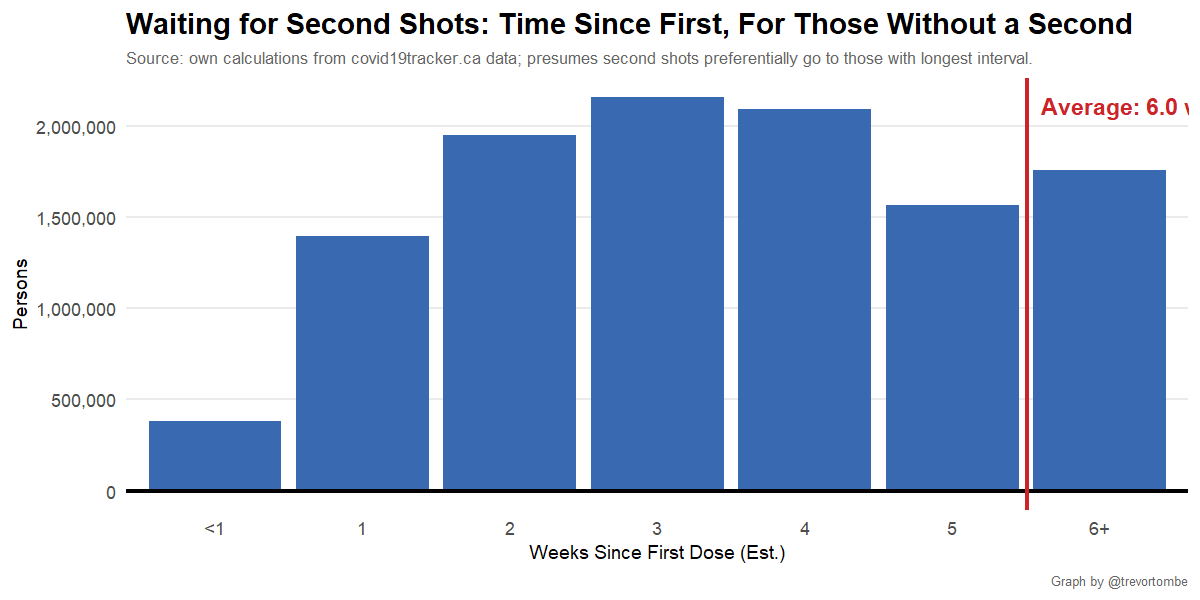 Waiting for Second Shots: Time Since First, For Those Without a Second
Source: own calculations from covid19tracker.ca data; presumes second shots preferentially go to those with longest interval.
Average: 6.0
2,000,000
1,500,000
1,000,000
500,000
0
Persons
<1 1 2 3 4 5 6+
Weeks Since First Dose (Est.)
Graph by @trevortombe